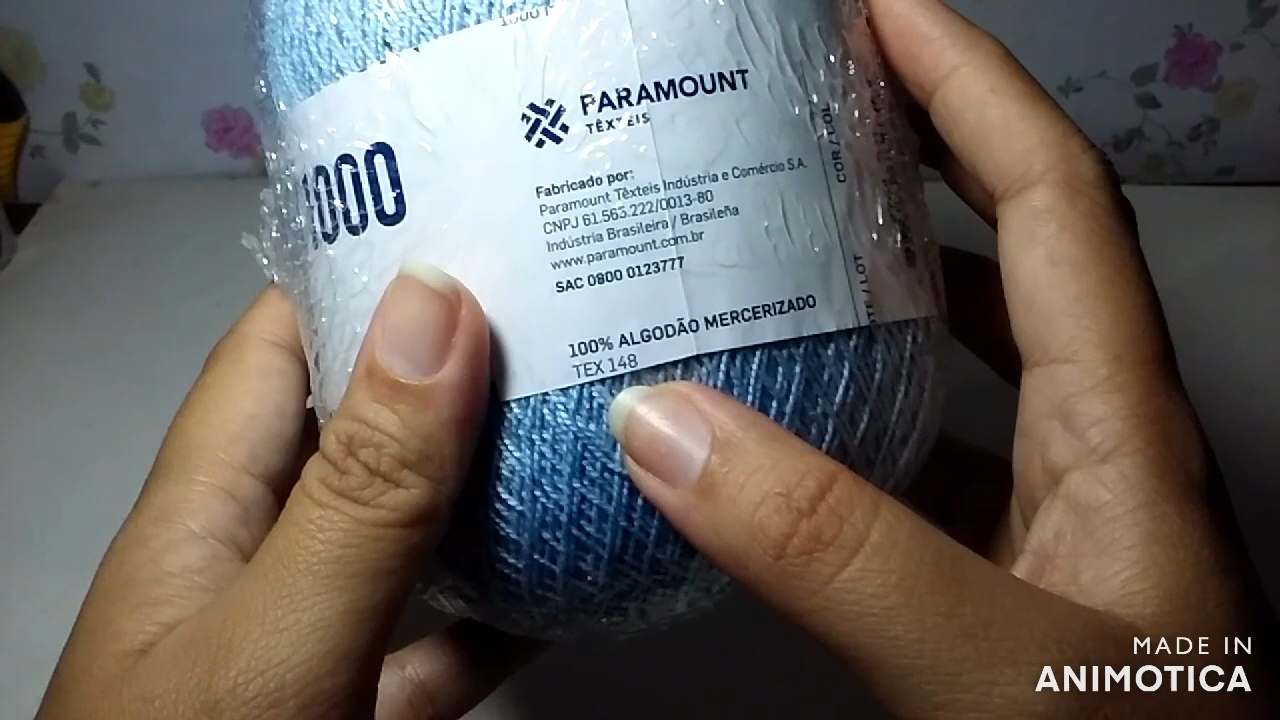 1000
PARAMOUNT
TÊXTEIS
Fabricado por:
Paramount Têxteis Indústria e Comércio S.A.
CNPJ 61.563.222/0013-80
Indústria Brasileira / Brasileña
www.paramount.com.br
SAC 0800 0123777
100% ALGODÃO MERCERIZADO
TEX 148
COR/COL
/LOT
MADE IN
ANIMOTICA